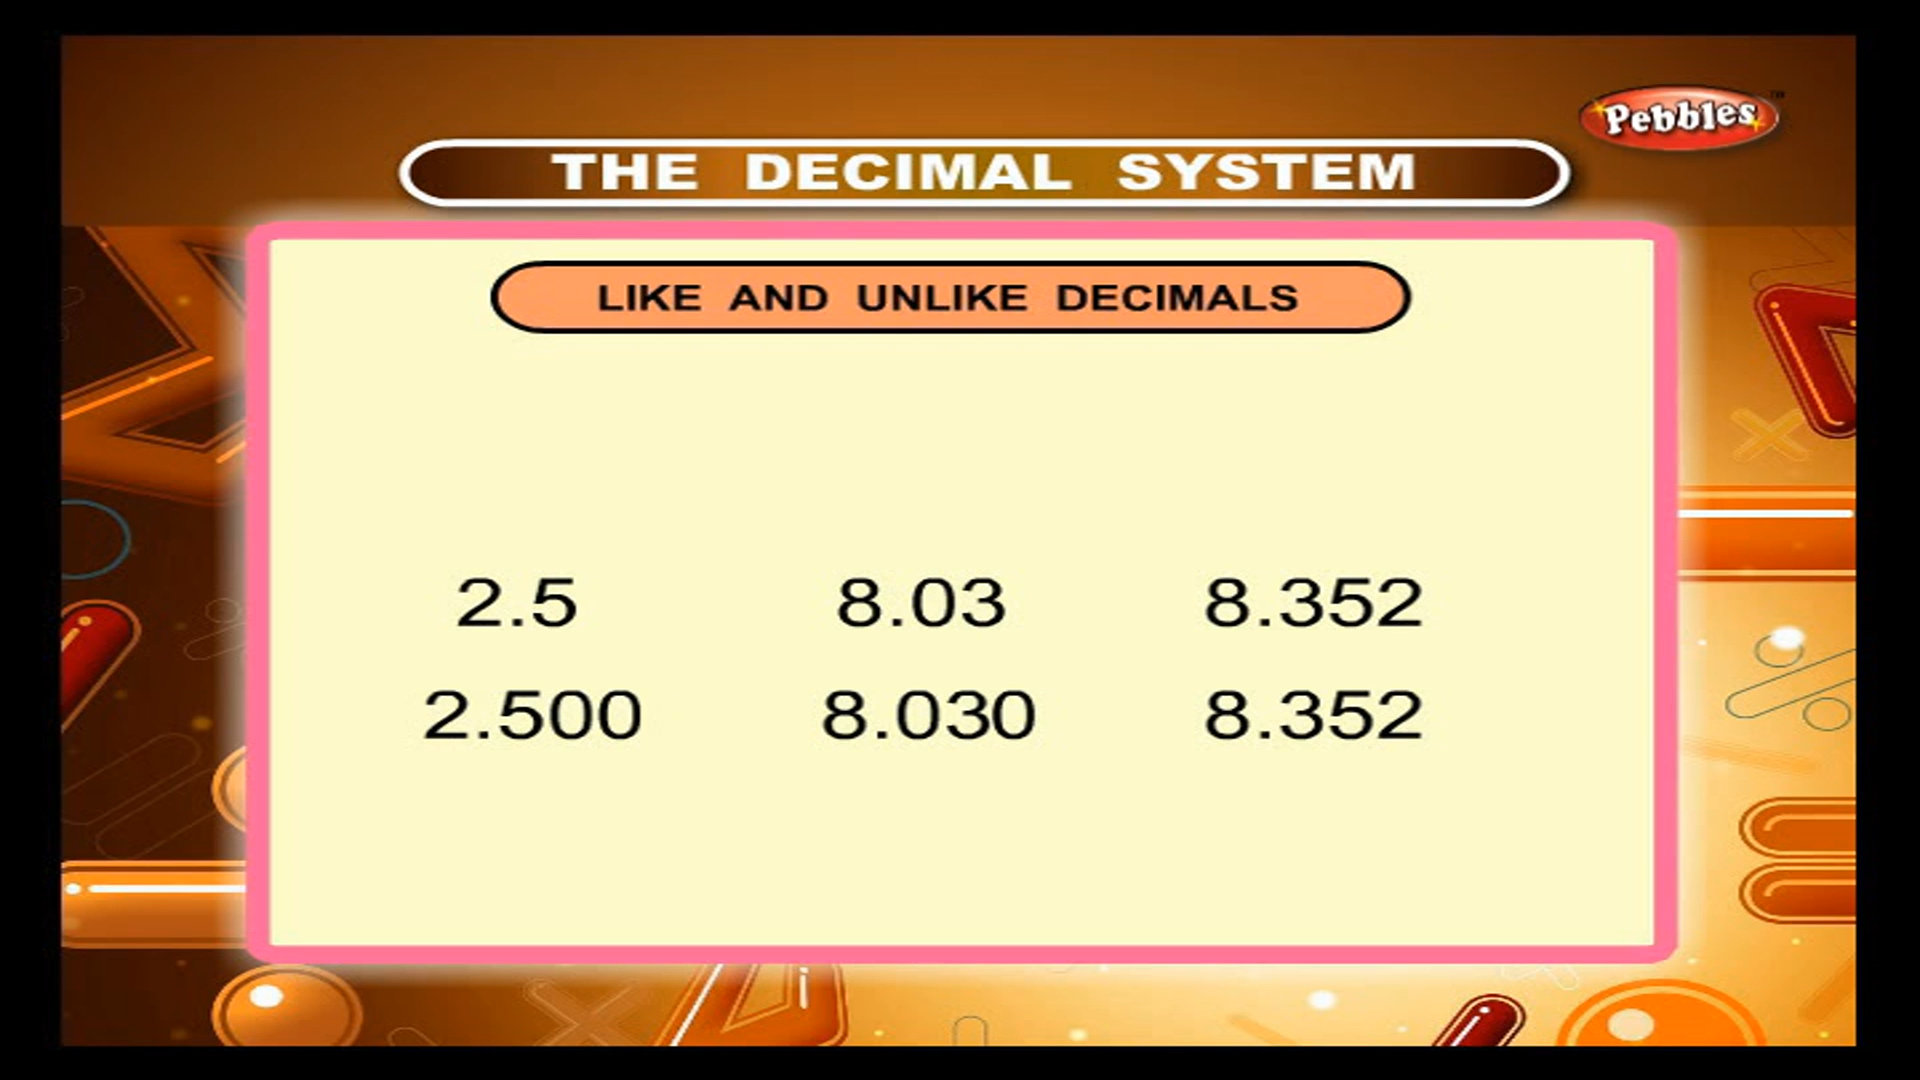 Pebbles™
THE DECIMAL SYSTEM
LIKE AND UNLIKE DECIMALS
2.5 8.03 8.352
2.500 8.030 8.352